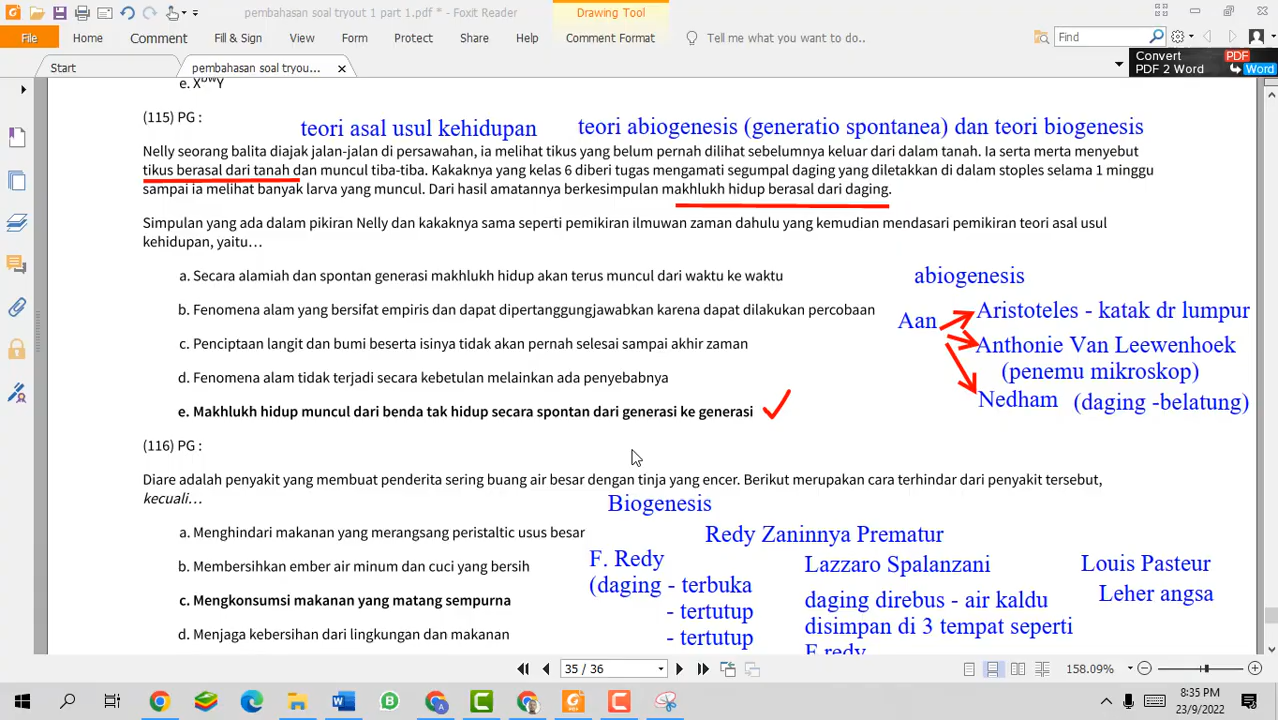 pembahasan soal tryout 1 part 1.pdf * - Foxit Reader
Drawing Tool
File
Home
Comment
Fill & Sign
View
Form
Protect
Share
Help
Comment Format
Tell me what you want to do..
Find
Start
pembahasan soal tryou...
Convert PDF
PDF 2 Word Word
e. XᴰʷY
(115) PG :
teori asal usul kehidupan
teori abiogenesis (generatio spontanea) dan teori biogenesis
Nelly seorang balita diajak jalan-jalan di persawahan, ia melihat tikus yang belum pernah dilihat sebelumnya keluar dari dalam tanah. Ia serta merta menyebut
tikus berasal dari tanah dan muncul tiba-tiba. Kakaknya yang kelas 6 diberi tugas mengamati segumpal daging yang diletakkan di dalam stoples selama 1 minggu
sampai ia melihat banyak larva yang muncul. Dari hasil amatannya berkesimpulan makhlukh hidup berasal dari daging.
Simpulan yang ada dalam pikiran Nelly dan kakaknya sama seperti pemikiran ilmuwan zaman dahulu yang kemudian mendasari pemikiran teori asal usul
kehidupan, yaitu…
a. Secara alamiah dan spontan generasi makhlukh hidup akan terus muncul dari waktu ke waktu
abiogenesis
b. Fenomena alam yang bersifat empiris dan dapat dipertanggungjawabkan karena dapat dilakukan percobaan
Aan
Aristoteles - katak dr lumpur
c. Penciptaan langit dan bumi beserta isinya tidak akan pernah selesai sampai akhir zaman
Anthonie Van Leewenhoek
(penemu mikroskop)
d. Fenomena alam tidak terjadi secara kebetulan melainkan ada penyebabnya
Nedham (daging -belatung)
e. Makhlukh hidup muncul dari benda tak hidup secara spontan dari generasi ke generasi
(116) PG :
Diare adalah penyakit yang membuat penderita sering buang air besar dengan tinja yang encer. Berikut merupakan cara terhindar dari penyakit tersebut,
kecuali…
Biogenesis
a. Menghindari makanan yang merangsang peristaltic usus besar
Redy Zaninnya Prematur
b. Membersihkan ember air minum dan cuci yang bersih
F. Redy
(daging - terbuka
- tertutup
- tertutup
Lazzaro Spalanzani
daging direbus - air kaldu
disimpan di 3 tempat seperti
F redy
Louis Pasteur
Leher angsa
c. Mengkonsumsi makanan yang matang sempurna
d. Menjaga kebersihan dari lingkungan dan makanan
35 / 36
158.09%
8:35 PM
23/9/2022